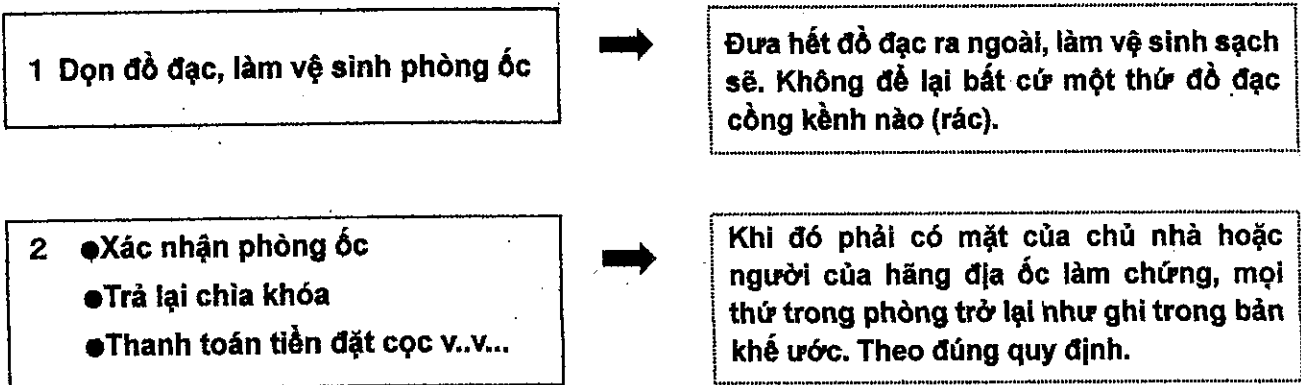 1 Dọn đồ đạc, làm vệ sinh phòng ốc
Đưa hết đồ đạc ra ngoài, làm vệ sinh sạch
sẽ. Không để lại bất cứ một thứ đồ đạc
cồng kềnh nào (rác).
2 ●Xác nhận phòng ốc
●Trả lại chìa khóa
●Thanh toán tiền đặt cọc v..v...
Khi đó phải có mặt của chủ nhà hoặc
người của hãng địa ốc làm chứng, mọi
thứ trong phòng trở lại như ghi trong bản
khế ước. Theo đúng quy định.